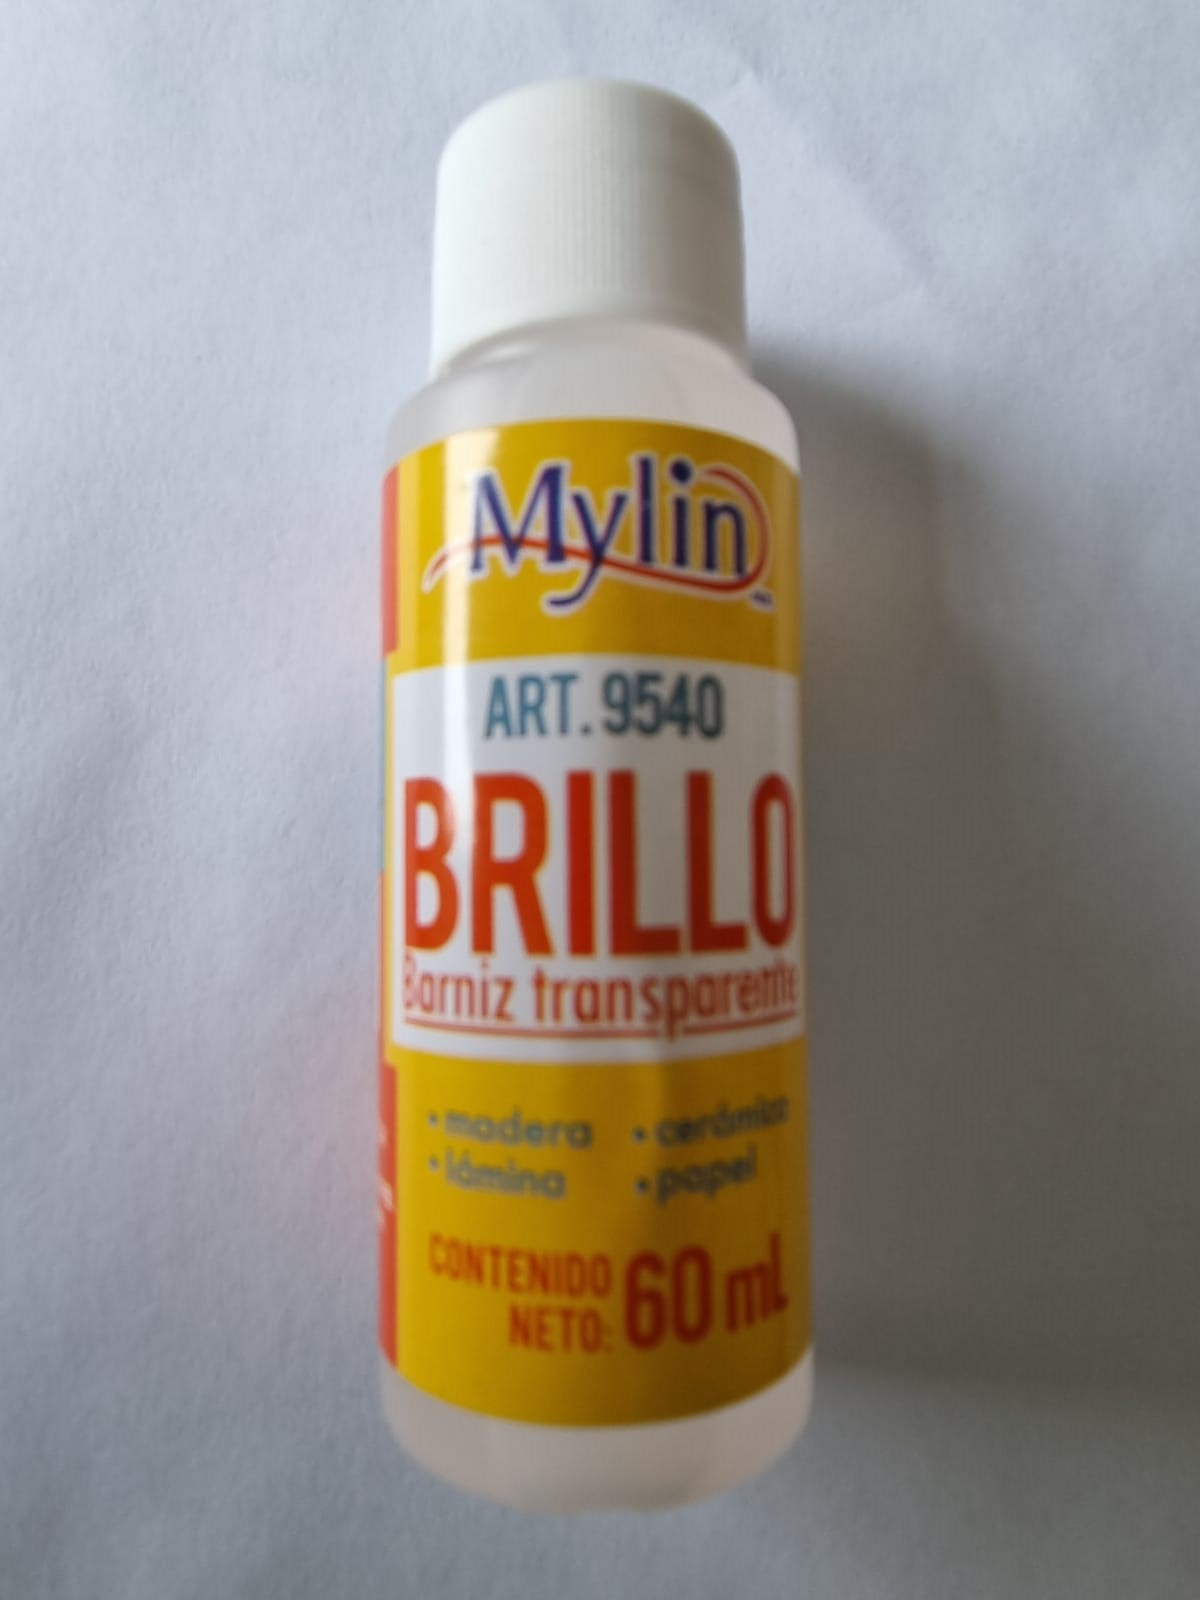 Mylin
ART. 9540
BRILLO
Barniz transparente
• madera • cerámica
• lámina • papel
CONTENIDO
NETO: 60 mL